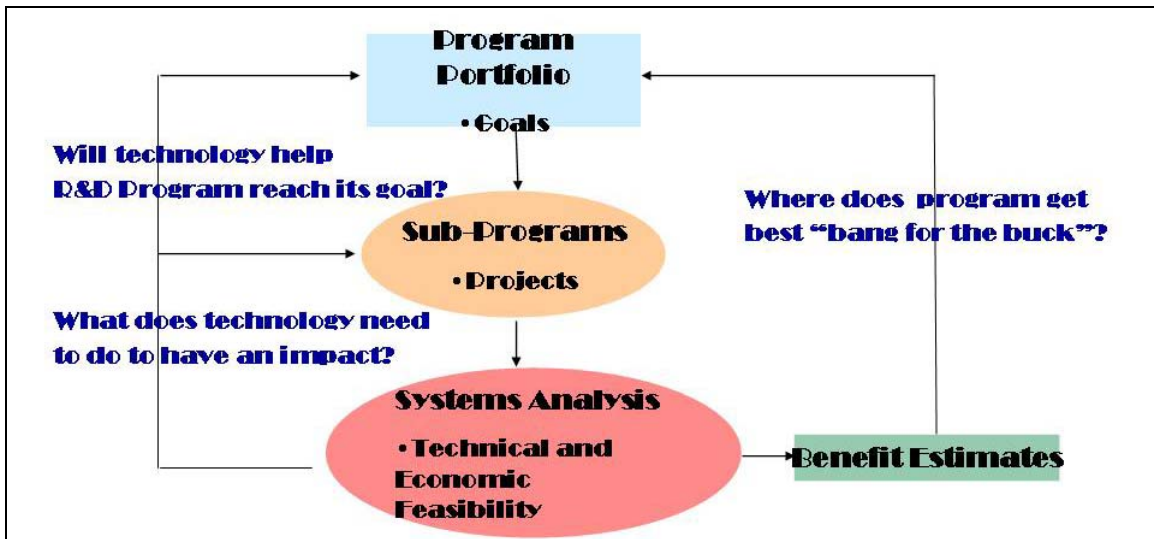 Program
Portfolio
• Goals
Will technology help
R&D Program reach its goal?
Where does program get
best “bang for the buck”?
Sub-Programs
• Projects
What does technology need
to do to have an impact?
Systems Analysis
• Technical and
Economic
Feasibility
Benefit Estimates